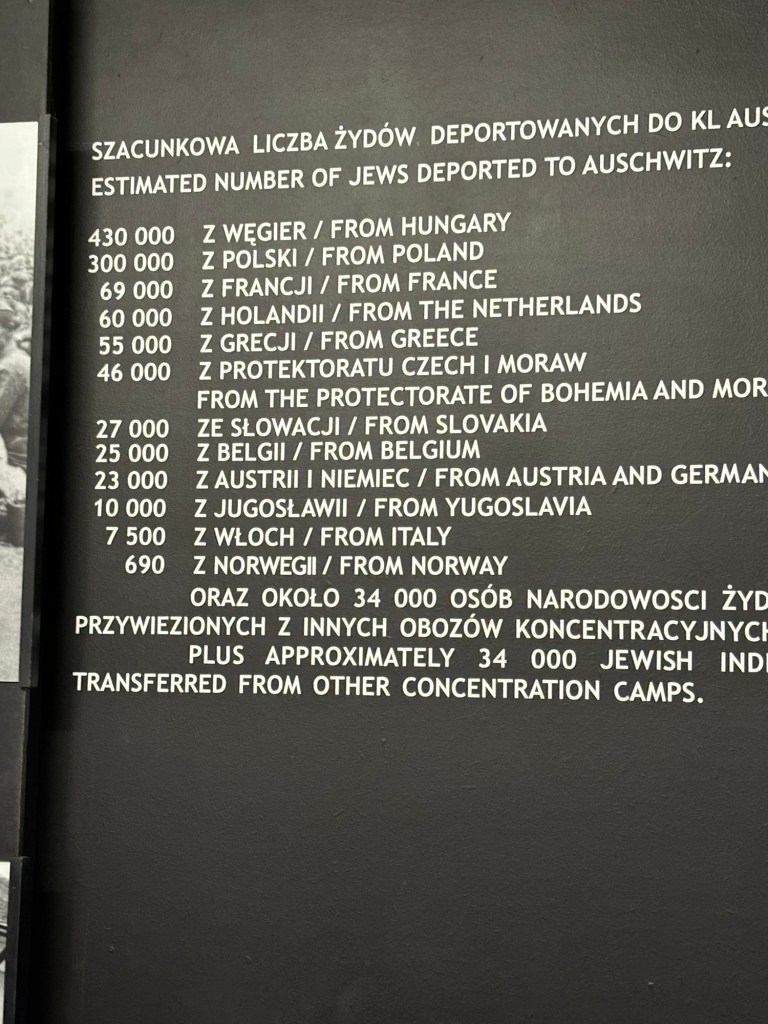 SZACUNKOWA LICZBA ŻYDÓW DEPORTOWANYCH DO KL AUS
ESTIMATED NUMBER OF JEWS DEPORTED TO AUSCHWITZ:
430 000 Z WĘGIER / FROM HUNGARY
300 000 Z POLSKI / FROM POLAND
69 000 Z FRANCJI / FROM FRANCE
60 000 Z HOLANDII / FROM THE NETHERLANDS
55 000 Z GRECJI / FROM GREECE
46 000 Z PROTEKTORATU CZECH I MORAW
FROM THE PROTECTORATE OF BOHEMIA AND MOR
27 000 ZE SŁOWACJI / FROM SLOVAKIA
25 000 Z BELGII / FROM BELGIUM
23 000 Z AUSTRII I NIEMIEC / FROM AUSTRIA AND GERMAN
10 000 Z JUGOSŁAWII / FROM YUGOSLAVIA
7 500 Z WŁOCH / FROM ITALY
690 Z NORWEGII / FROM NORWAY
ORAZ OKOŁO 34 000 OSÓB NARODOWOSCI ŻYD
PRZYWIEZIONYCH Z INNYCH OBOZÓW KONCENTRACYJNYCH
PLUS APPROXIMATELY 34 000 JEWISH INDI
TRANSFERRED FROM OTHER CONCENTRATION CAMPS.